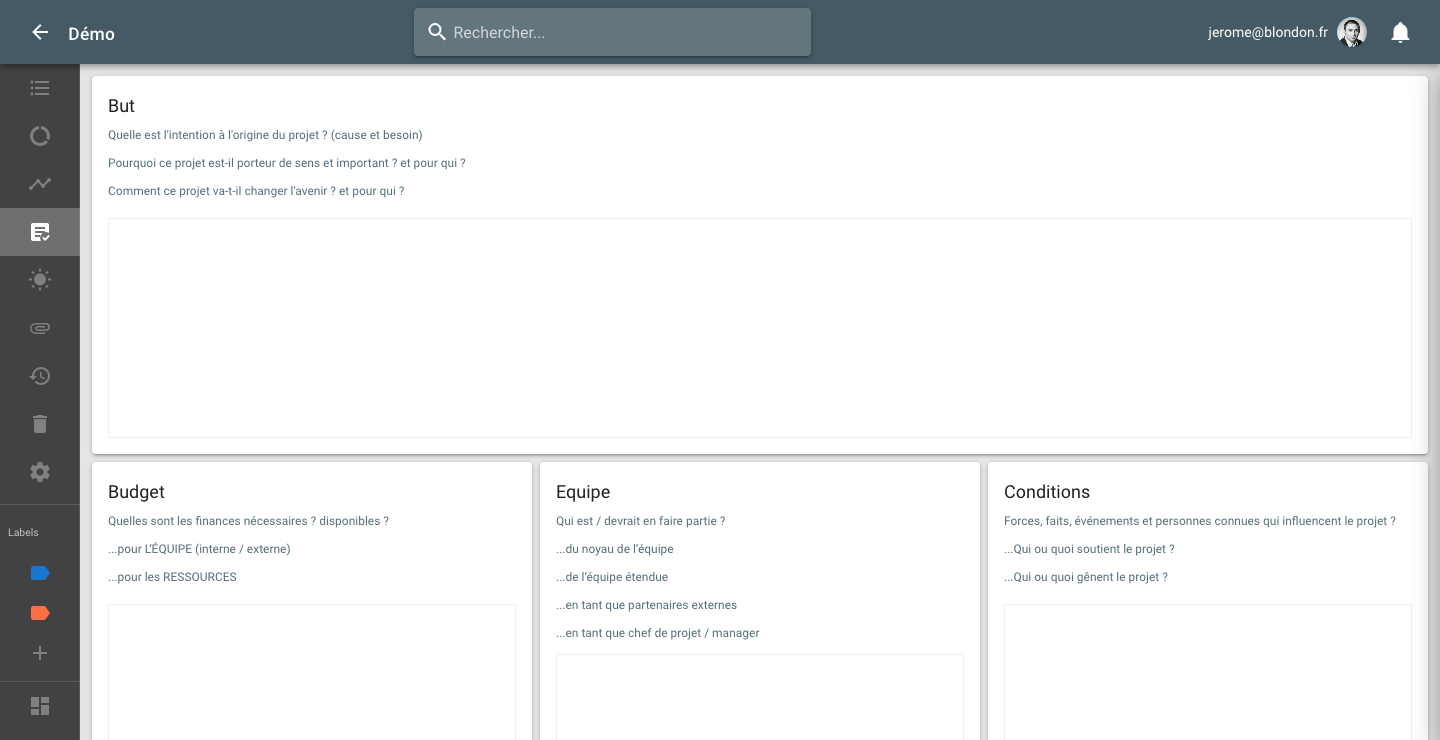 Démo
Rechercher...
jerome@blondon.fr
Labels
But
Quelle est l'intention à l'origine du projet ? (cause et besoin)
Pourquoi ce projet est-il porteur de sens et important ? et pour qui ?
Comment ce projet va-t-il changer l'avenir ? et pour qui ?
Budget
Quelles sont les finances nécessaires ? disponibles ?
...pour L'ÉQUIPE (interne / externe)
...pour les RESSOURCES
Equipe
Qui est / devrait en faire partie ?
...du noyau de l’équipe
...de l’équipe étendue
...en tant que partenaires externes
...en tant que chef de projet / manager
Conditions
Forces, faits, événements et personnes connues qui influencent le projet ?
...Qui ou quoi soutient le projet ?
...Qui ou quoi gênent le projet ?